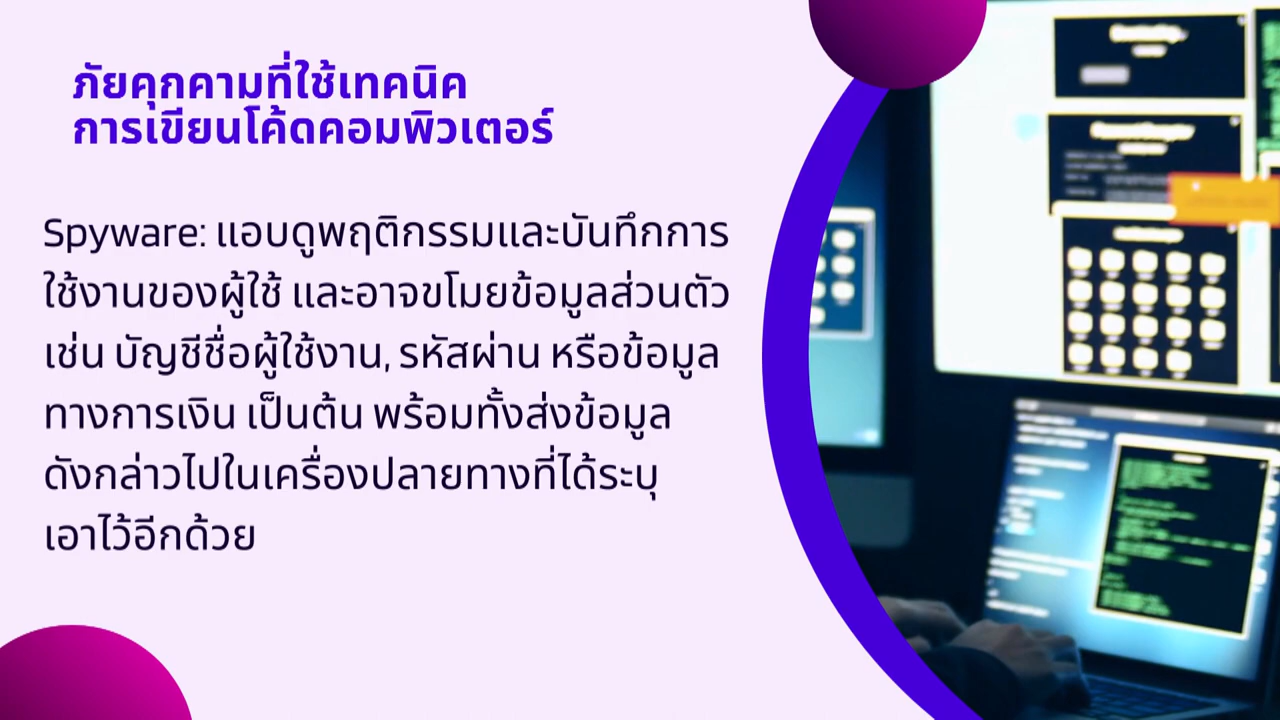 ภัยคุกคามที่ใช้เทคนิค
การเขียนโค้ดคอมพิวเตอร์
Spyware: แอบดูพฤติกรรมและบันทึกการ
ใช้งานของผู้ใช้ และอาจขโมยข้อมูลส่วนตัว
เช่น บัญชีชื่อผู้ใช้งาน, รหัสผ่าน หรือข้อมูล
ทางการเงิน เป็นต้น พร้อมทั้งส่งข้อมูล
ดังกล่าวไปในเครื่องปลายทางที่ได้ระบุ
เอาไว้อีกด้วย